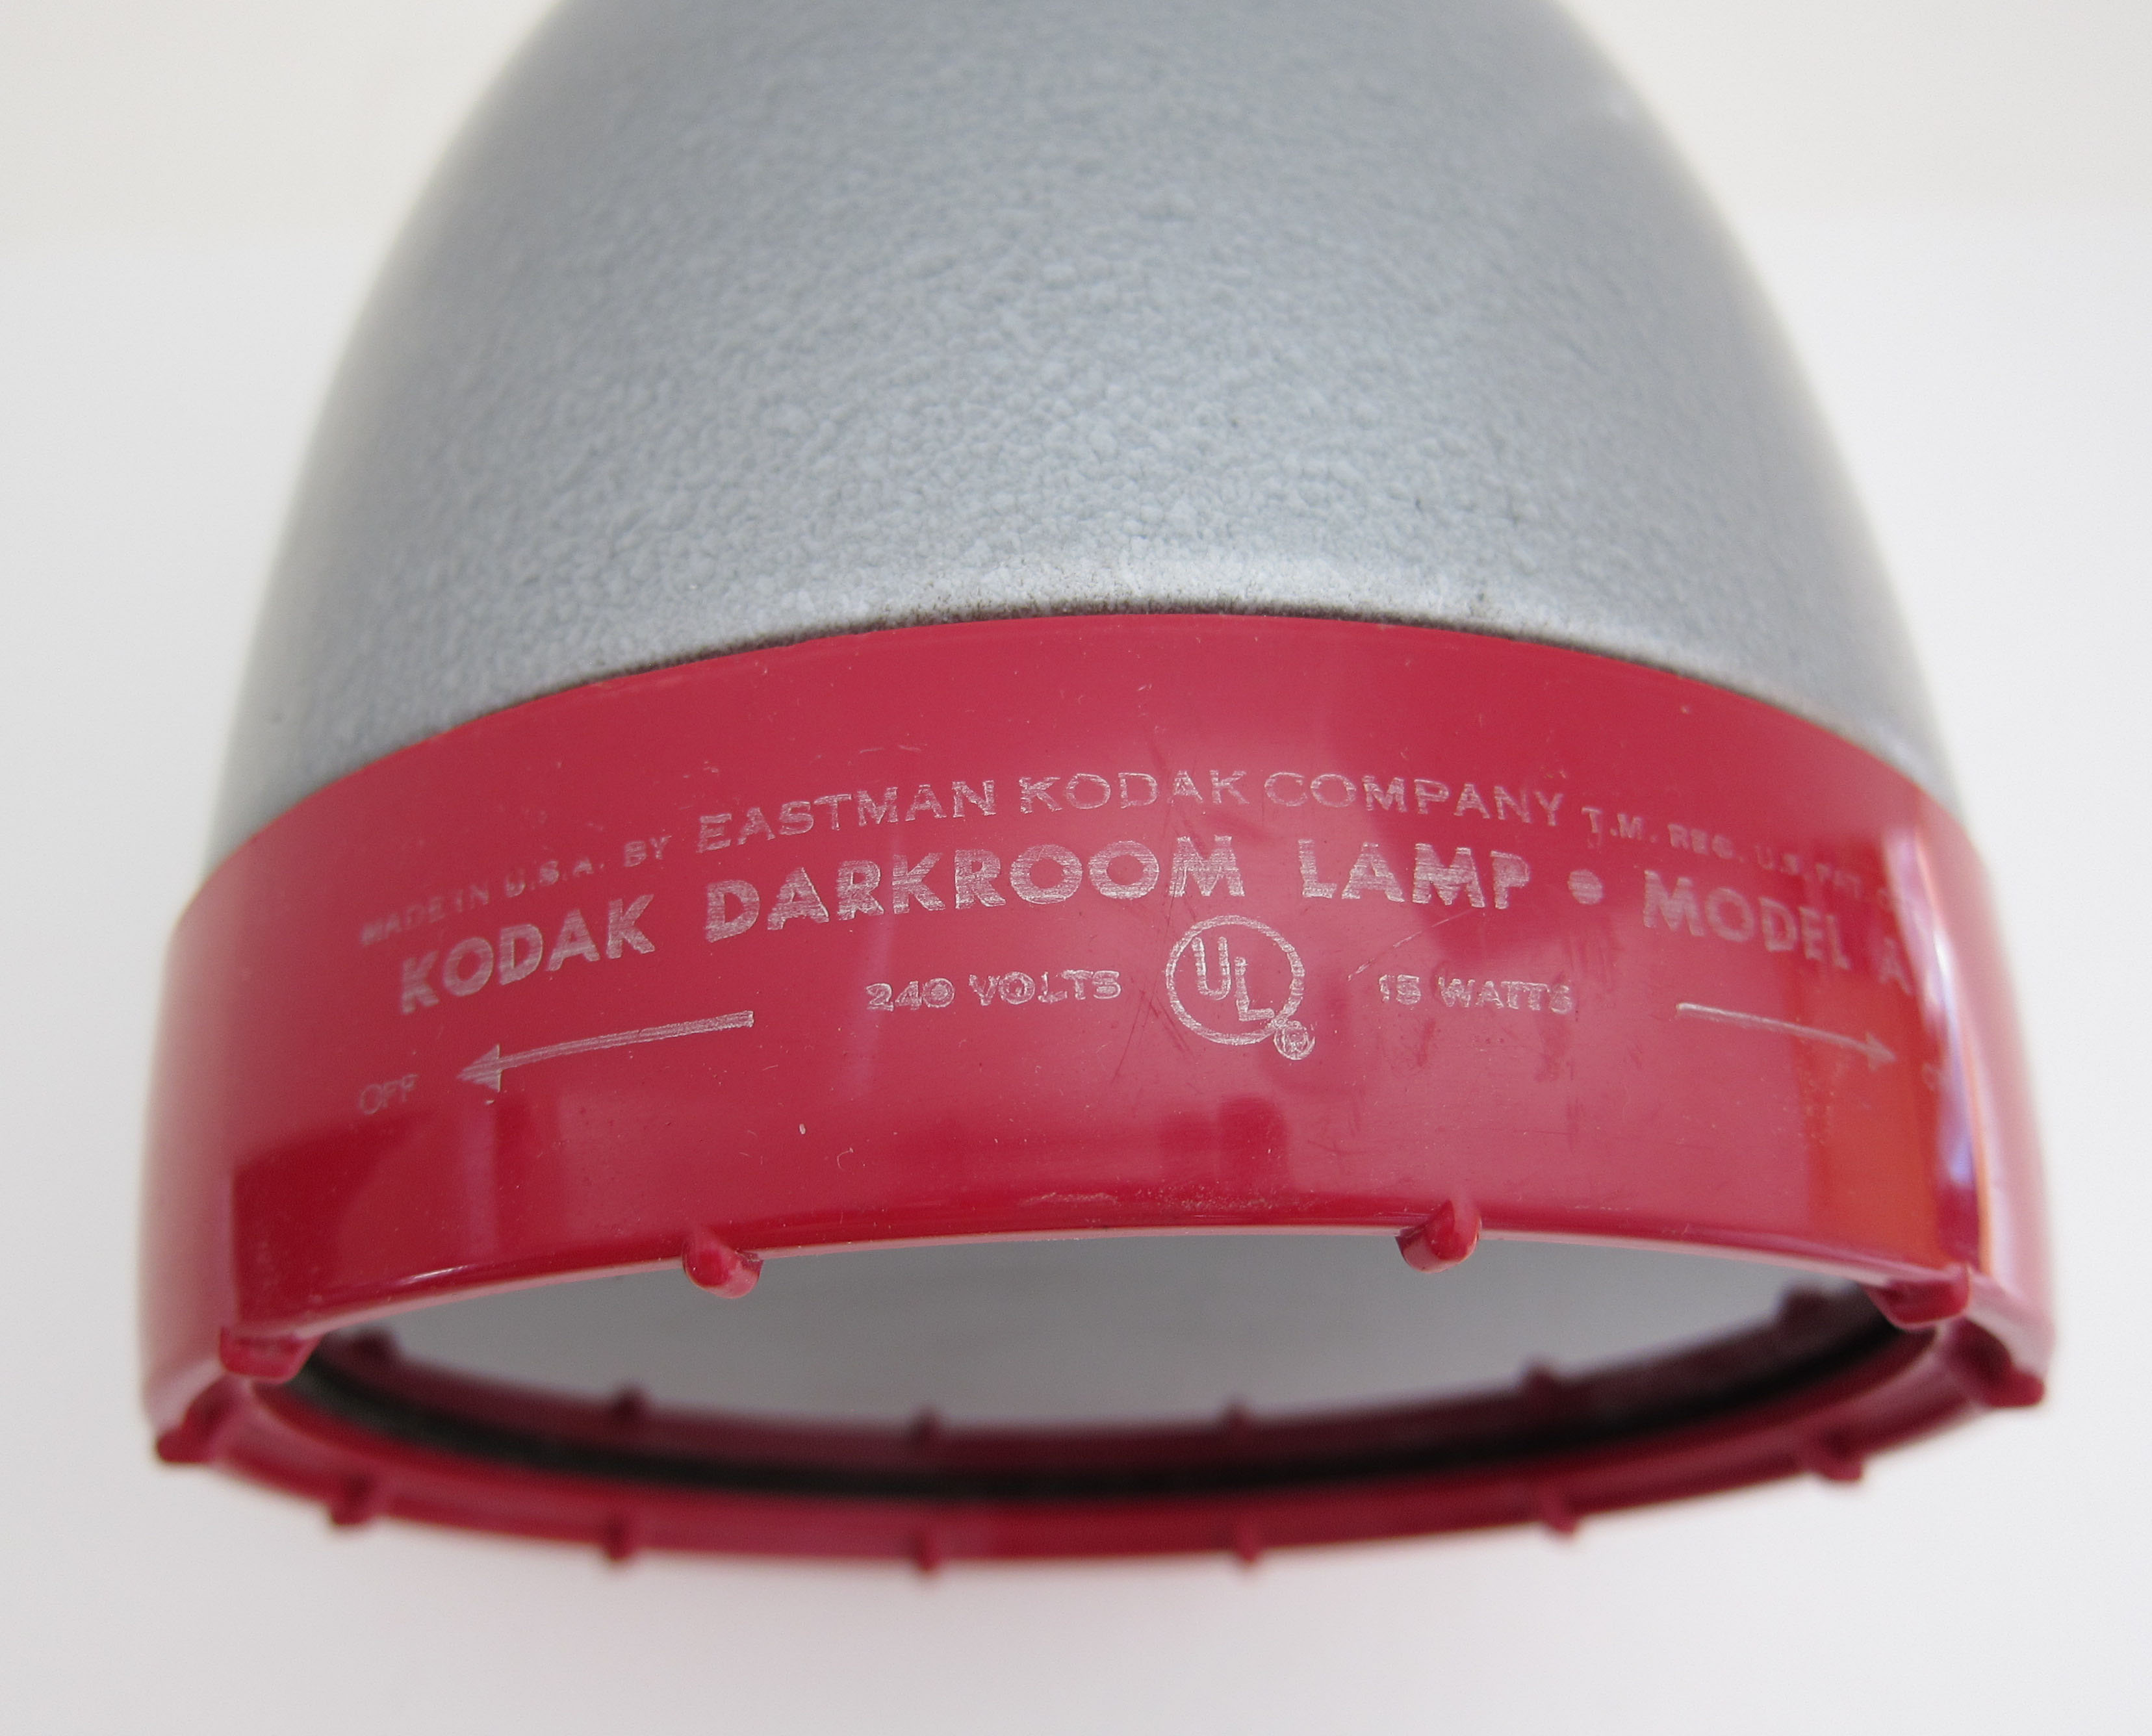 MADE IN U.S.A. BY EASTMAN KODAK COMPANY T.M. REG. U.S. PAT.
KODAK DARKROOM LAMP • MODEL A
240 VOLTS UL® 15 WATTS
OFF